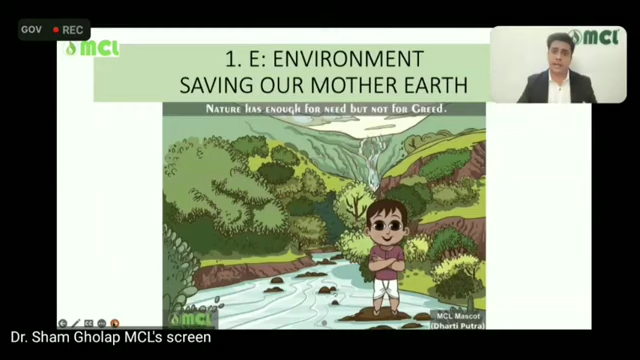 GOV
REC
MCL
MCL
1. E: ENVIRONMENT
SAVING OUR MOTHER EARTH
Nature has enough for need but not for Greed.
MCL
MCL Mascot
(Dharti Putra)
Dr. Sham Gholap MCL's screen